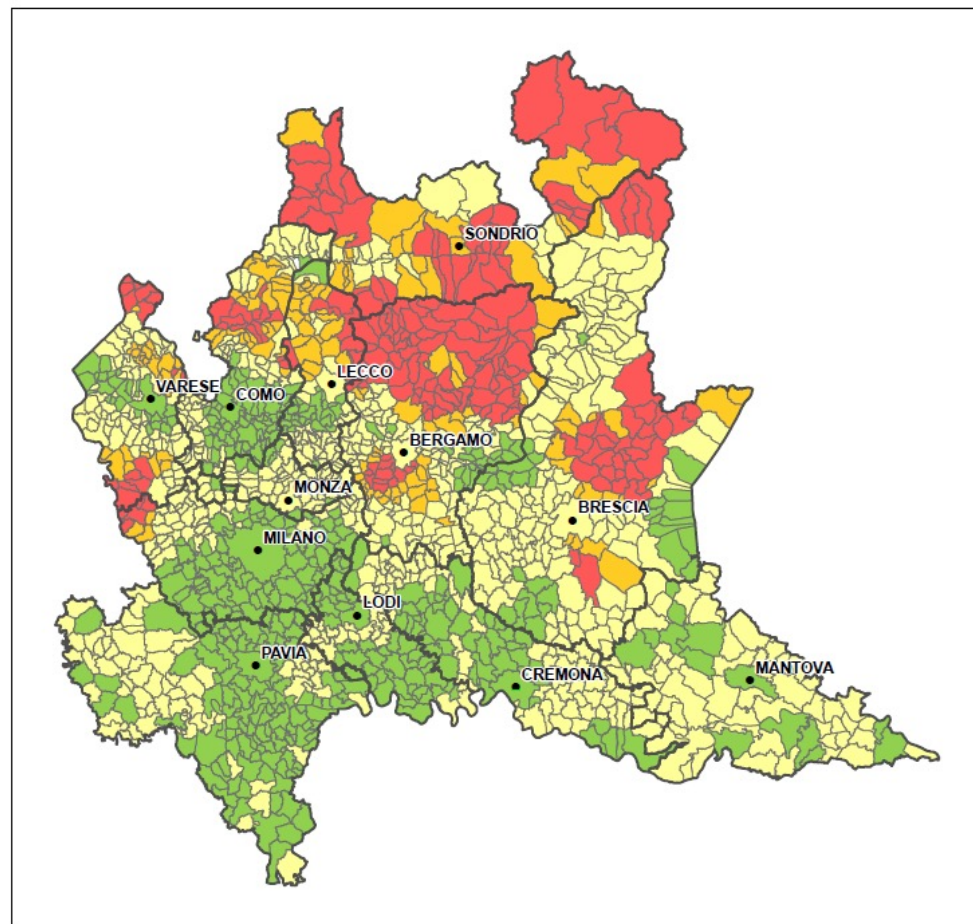 SONDRIO
LECCO
VARESE
COMO
BERGAMO
MONZA
BRESCIA
MILANO
LODI
PAVIA
CREMONA
MANTOVA